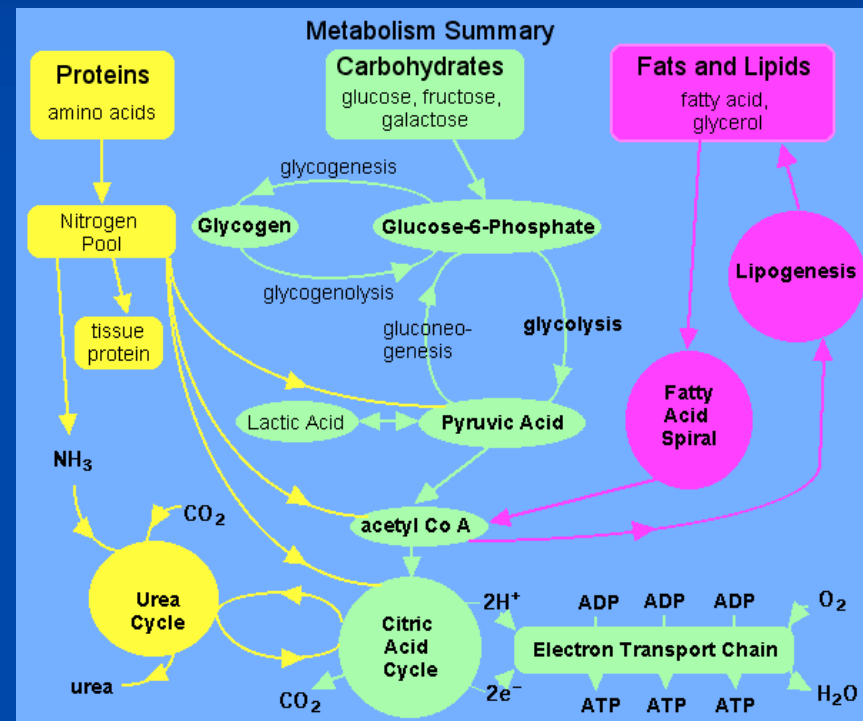 Metabolism Summary
Proteins
amino acids
Carbohydrates
glucose, fructose,
galactose
Fats and Lipids
fatty acid,
glycerol
glycogenesis
Nitrogen
Pool
Glycogen
Glucose-6-Phosphate
Lipogenesis
glycogenolysis
tissue
protein
gluconeo-
genesis
glycolysis
Fatty
Acid
Spiral
Lactic Acid
Pyruvic Acid
NH₃
CO₂
acetyl Co A
Urea
Cycle
Citric
Acid
Cycle
2H⁺
ADP ADP ADP
O₂
Electron Transport Chain
urea
CO₂
2e⁻
ATP ATP ATP
H₂O